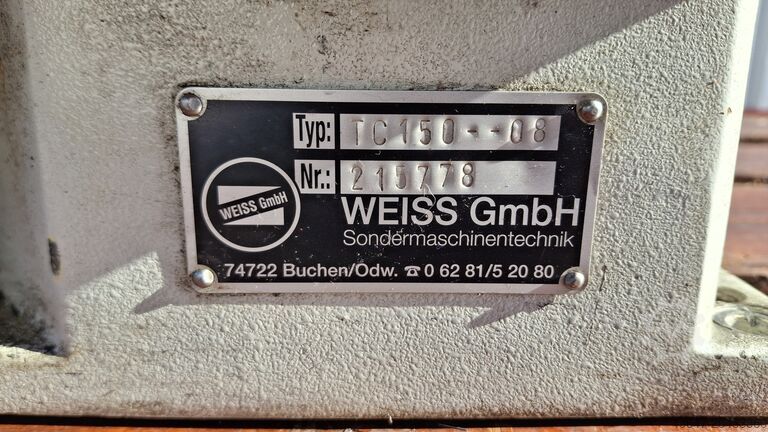 Typ: TC150--08
Nr.: 215778
WEISS GmbH
WEISS GmbH
Sondermaschinentechnik
74722 Buchen/Odw. ☎ 0 62 81/5 20 80